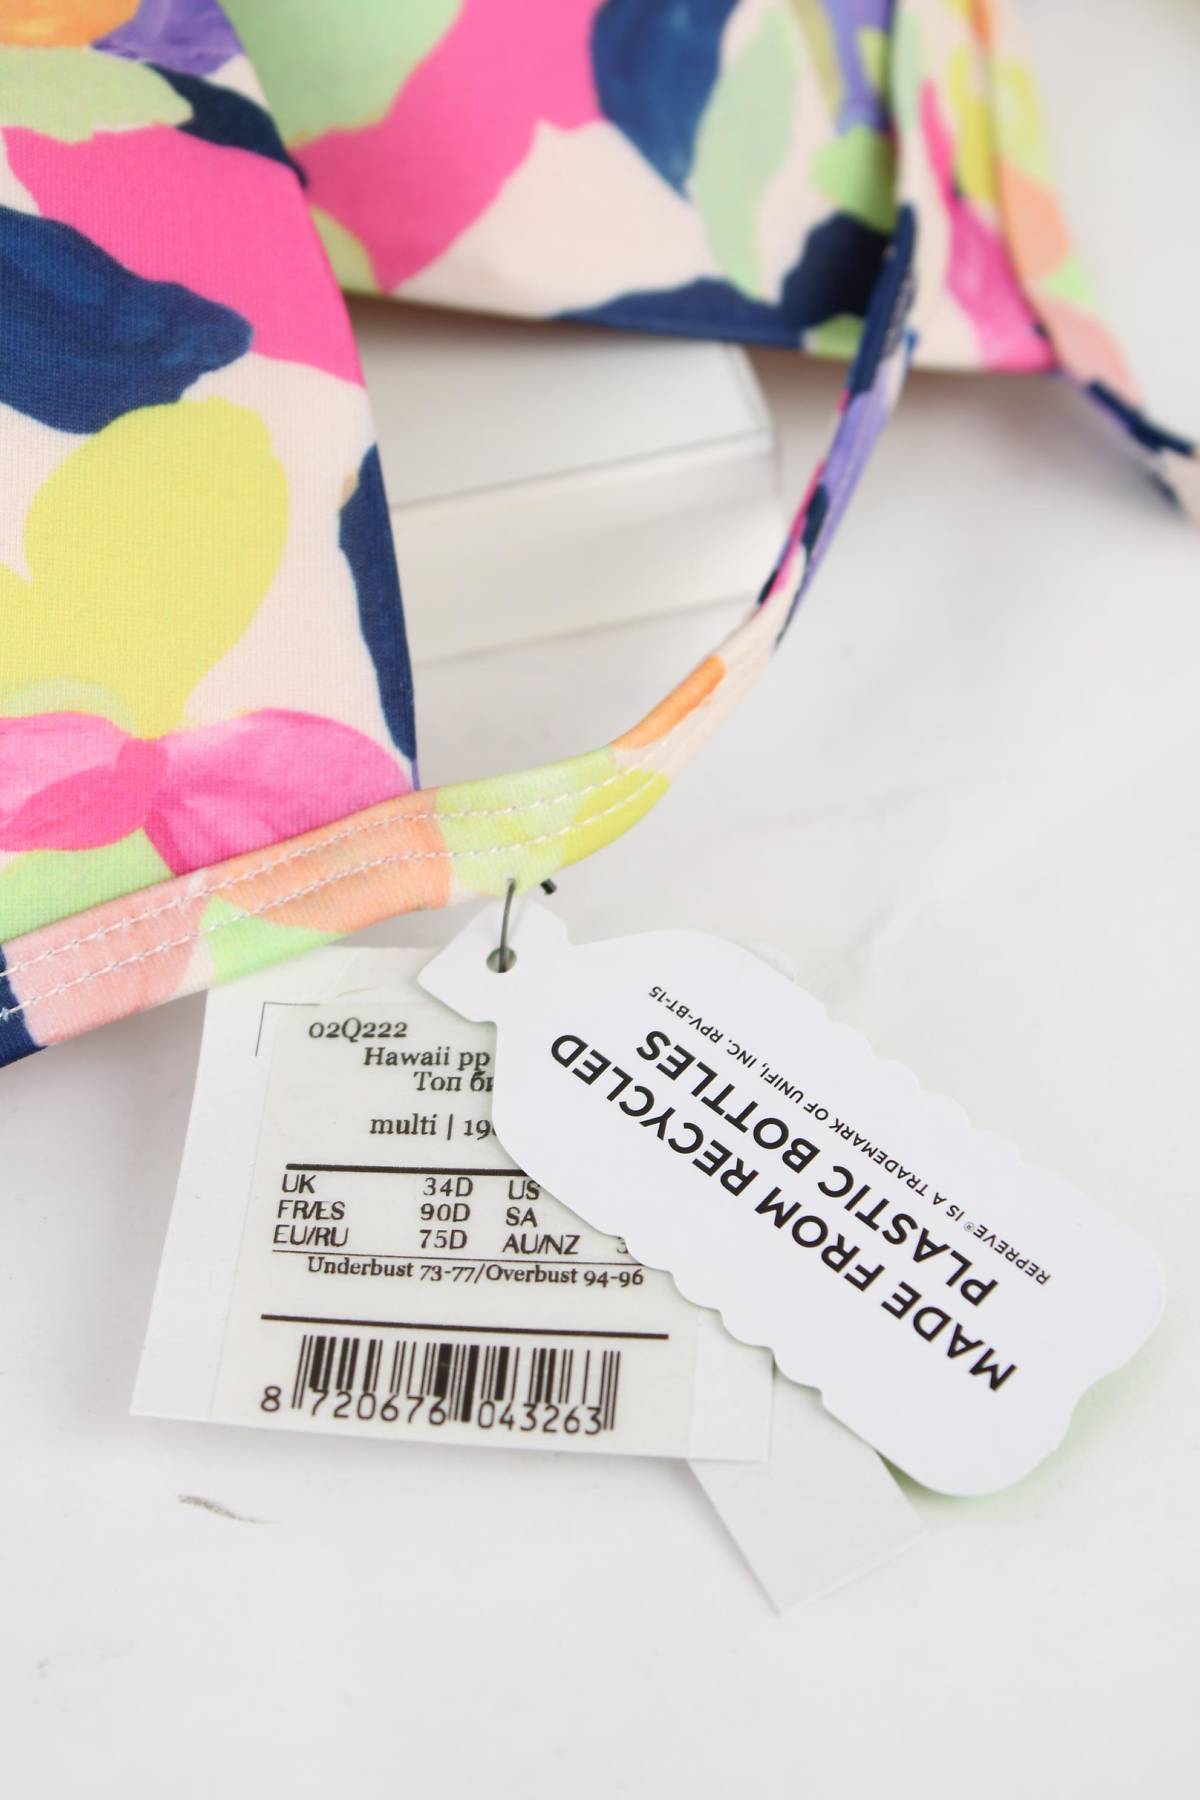 02Q222
Hawaii pp
Топ
multi |
UK 34D US
FR/ES 90D SA
EU/RU 75D AU/NZ
Underbust 73-77/Overbust 94-96
8 720676 043263
MADE FROM RECYCLED
PLASTIC BOTTLES
REPREVE® IS A TRADEMARK OF UNIFI, INC. RPV-BT-15